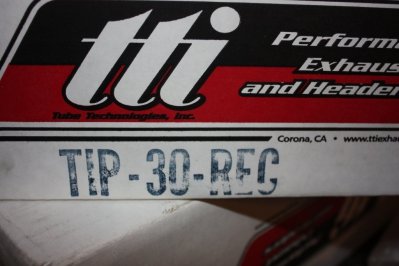 tti
Performa
Exhaus
and Header
Tube Technologies, Inc.
Corona, CA • www.ttiexha
TIP-30-REC